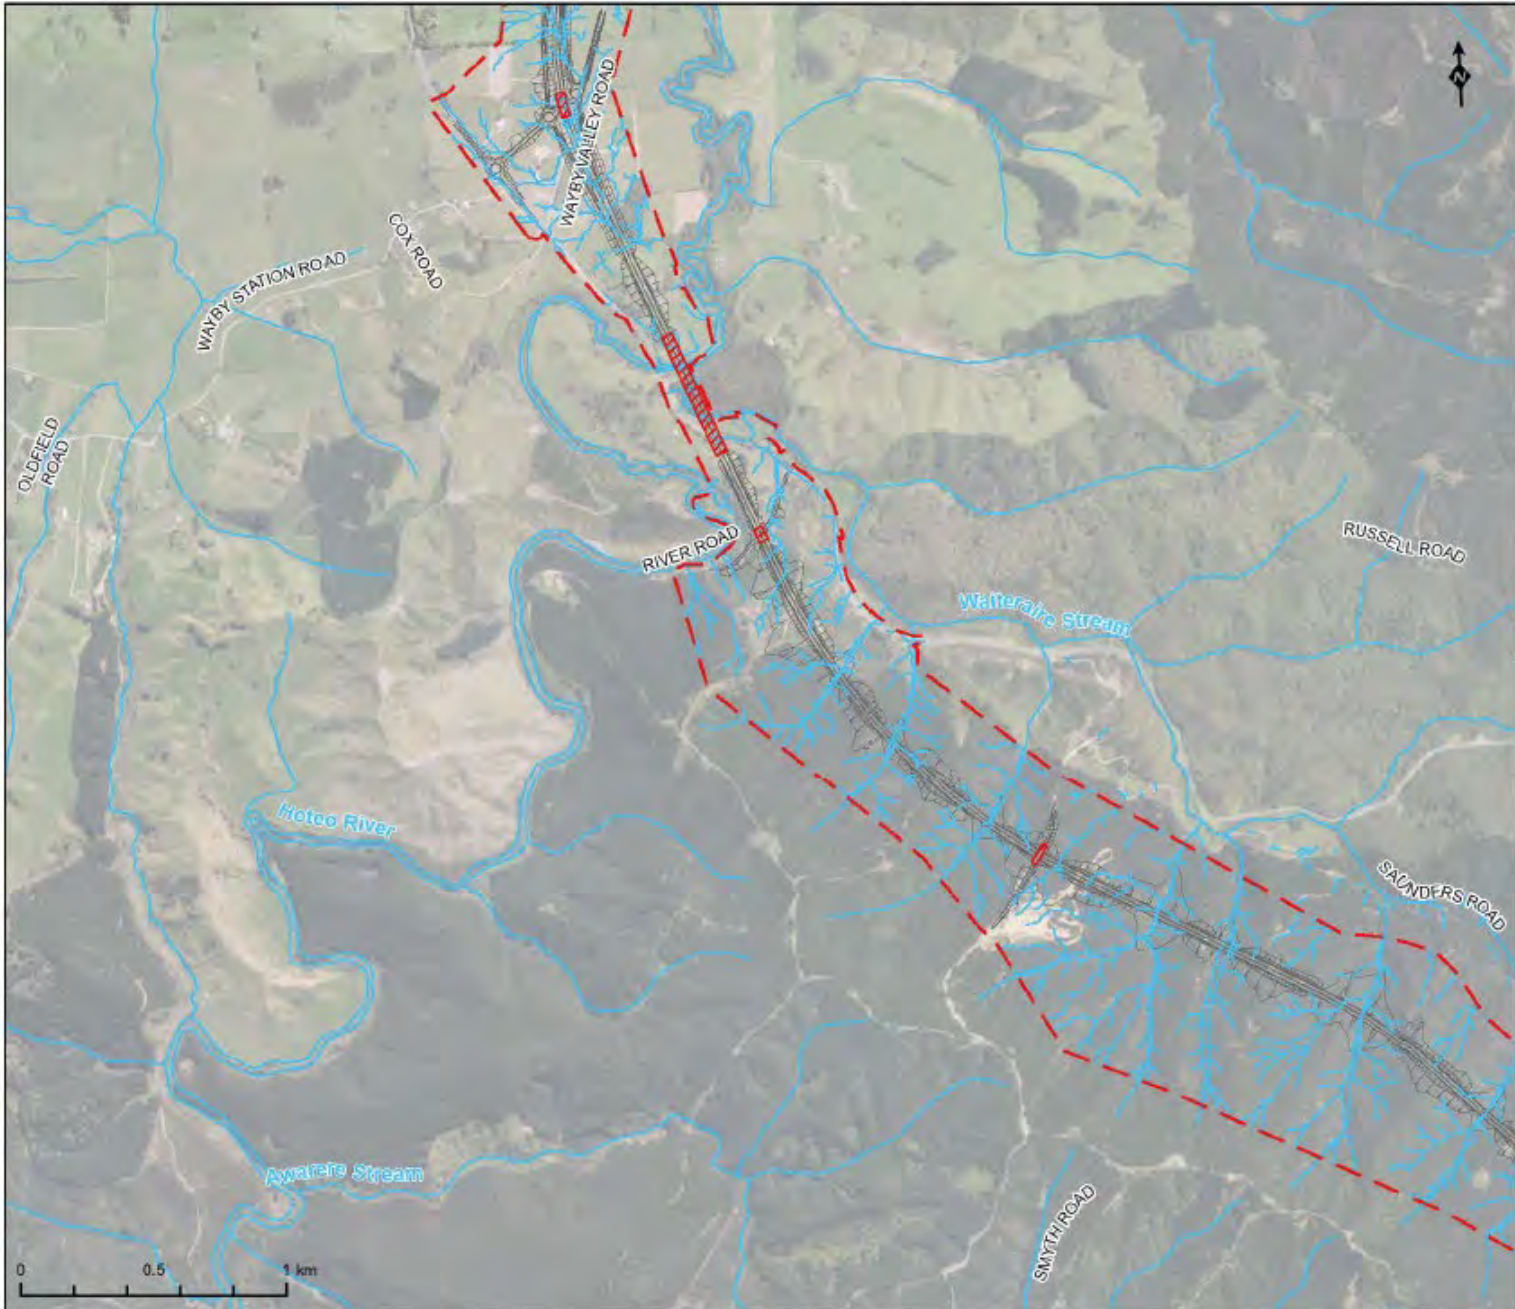 N
WAYBY VALLEY ROAD
COX ROAD
WAYBY STATION ROAD
OLDFIELD
ROAD
RIVER ROAD
RUSSELL ROAD
Waiteraire Stream
Hoteo River
SAUNDERS ROAD
Awarere Stream
SMYTH ROAD
0 0.5 1 km